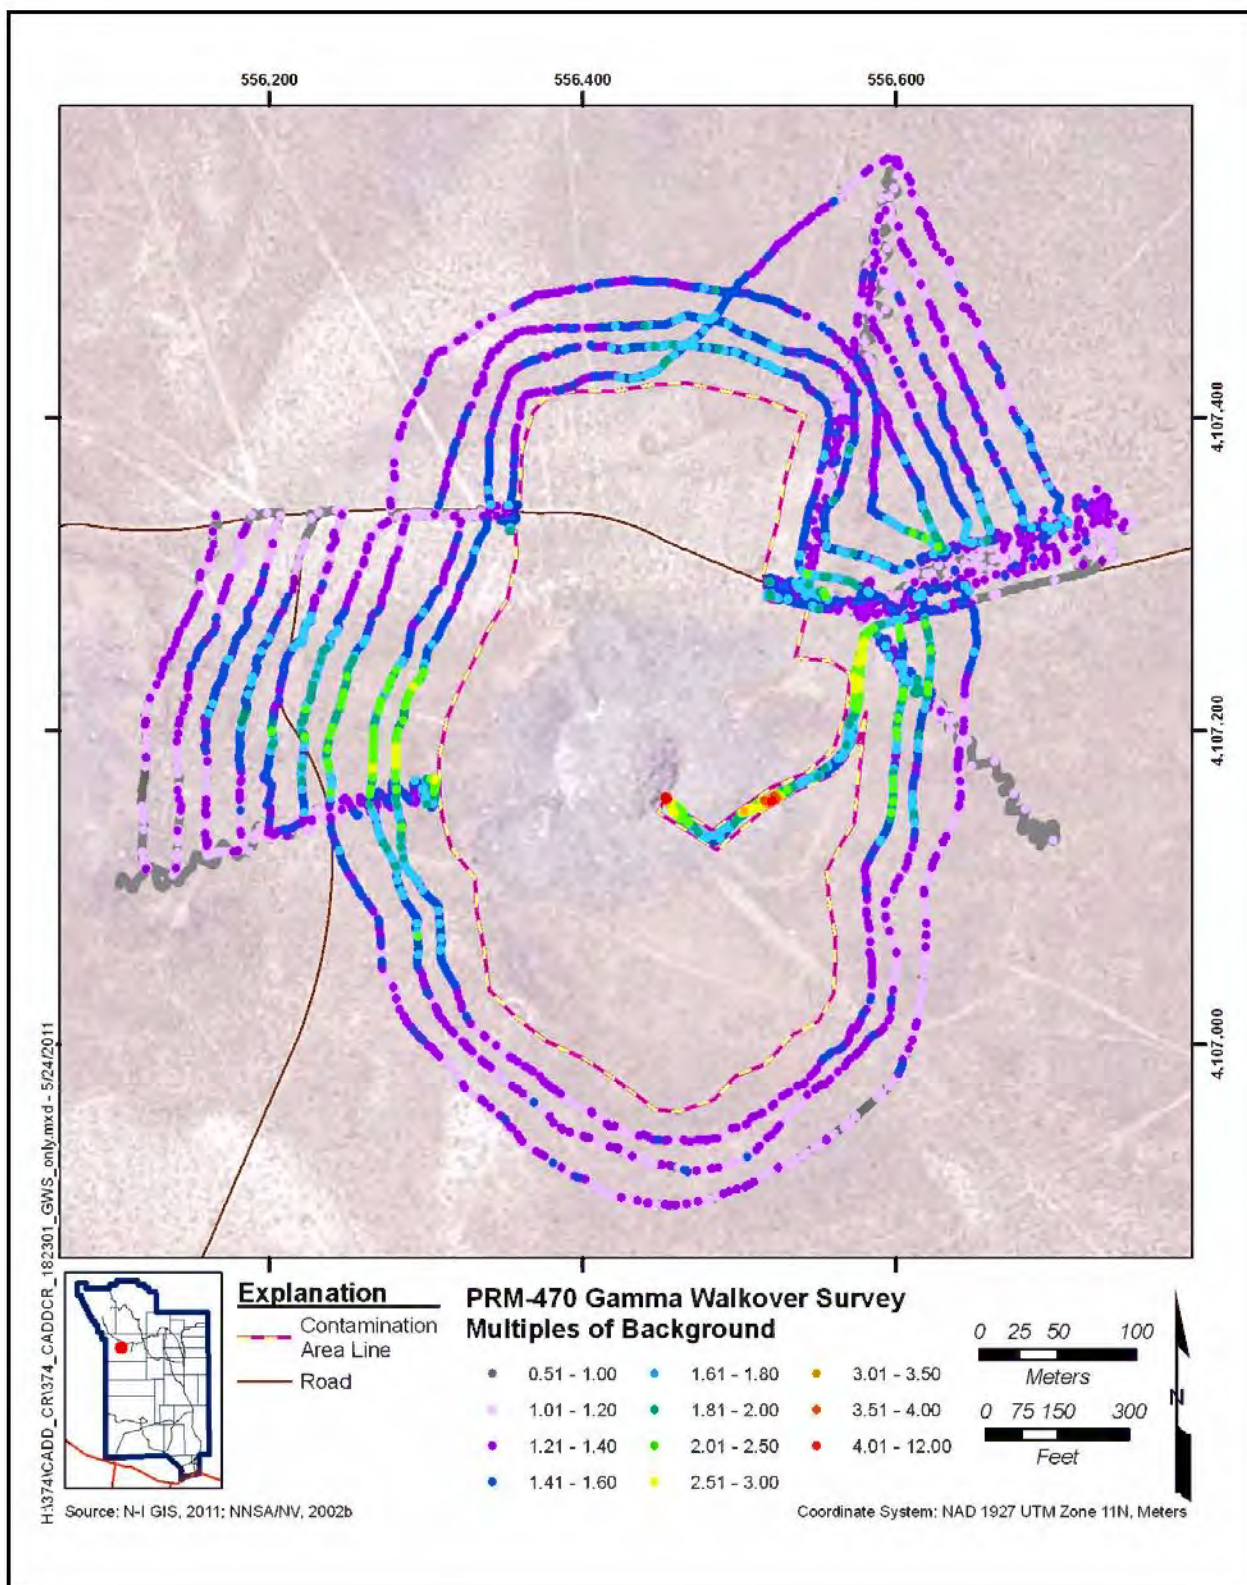 556,200 556,400 556,600
4,107,400
4,107,200
4,107,000
H:\374\CADD_CR\374_CADDCR_182301_GWS_only.mxd - 5/24/2011
Explanation
Contamination
Area Line
Road
PRM-470 Gamma Walkover Survey
Multiples of Background
0.51 - 1.00
1.01 - 1.20
1.21 - 1.40
1.41 - 1.60
1.61 - 1.80
1.81 - 2.00
2.01 - 2.50
2.51 - 3.00
3.01 - 3.50
3.51 - 4.00
4.01 - 12.00
0 25 50 100
Meters
0 75 150 300
Feet
N
Source: N-I GIS, 2011; NNSA/NV, 2002b
Coordinate System: NAD 1927 UTM Zone 11N, Meters